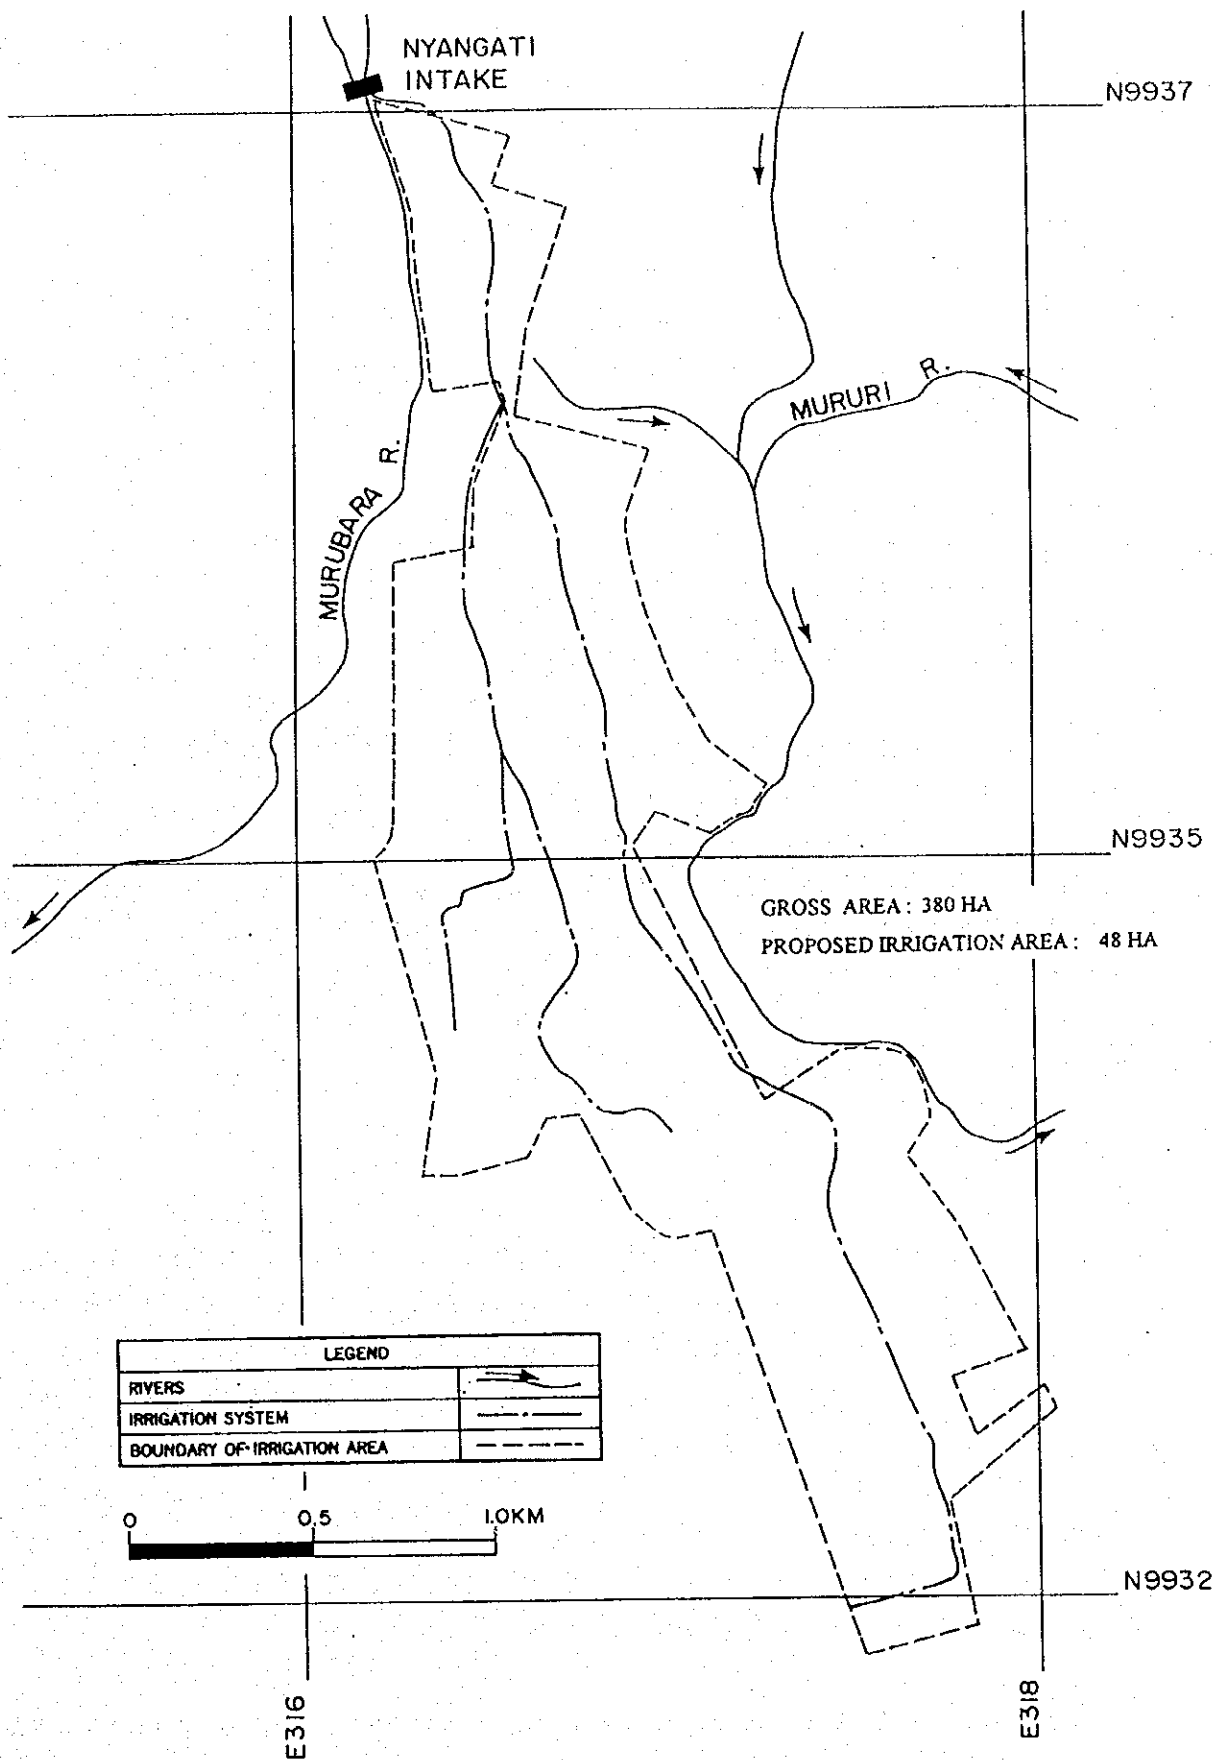 NYANGATI
INTAKE
N9937
MURURI R.
MURUBARA R.
N9935
GROSS AREA : 380 HA
PROPOSED IRRIGATION AREA : 48 HA
LEGEND
RIVERS
IRRIGATION SYSTEM
BOUNDARY OF IRRIGATION AREA
0 0.5 1.0KM
N9932
E316
E318